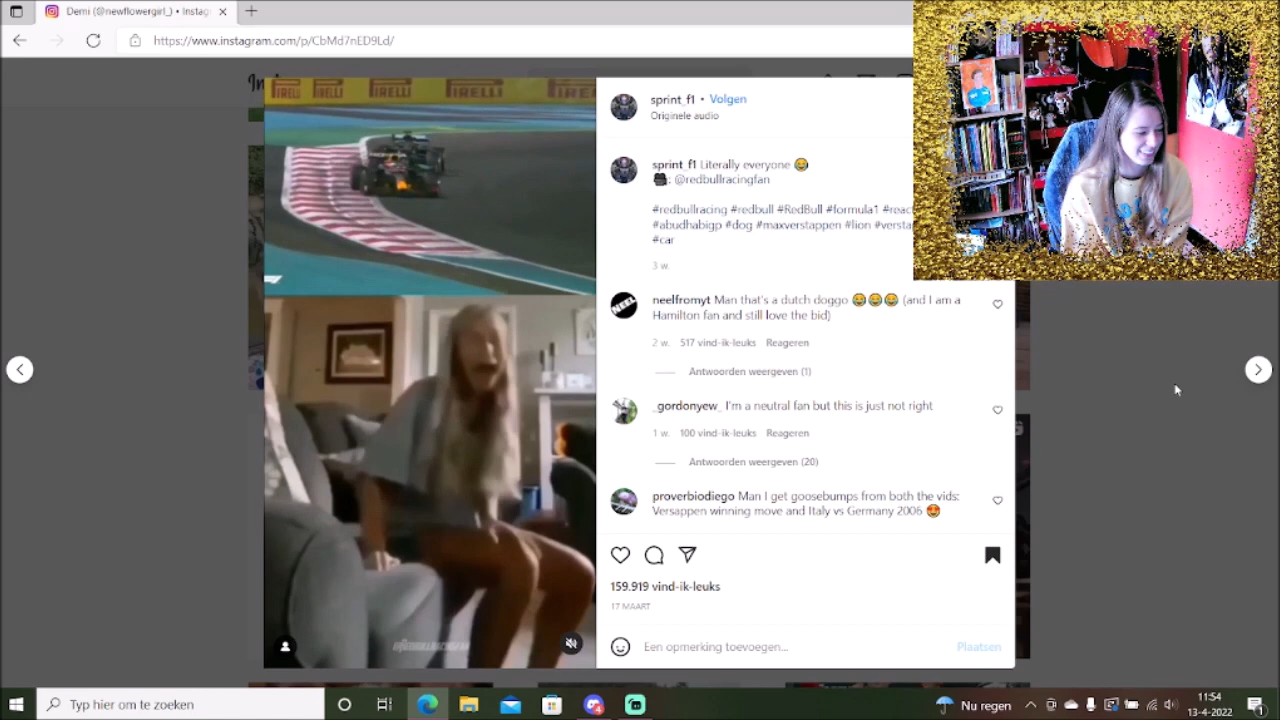 Demi (@newflowergirl_) • Instag
https://www.instagram.com/p/CbMd7nED9Ld/
PIRELLI PIRELLI PIRELLI
sprint_f1 • Volgen
Originele audio
sprint_f1 Literally everyone 😂
: @redbullracingfan
#redbullracing #redbull #RedBull #formula1 #reac
#abudhabigp #dog #maxverstappen #lion #versta
#car
3 w.
neelfromyt Man that's a dutch doggo 😂😂😂 (and I am a
Hamilton fan and still love the bid)
2 w. 517 vind-ik-leuks Reageren
Antwoorden weergeven (1)
_gordonyew_ I'm a neutral fan but this is just not right
1 w. 100 vind-ik-leuks Reageren
Antwoorden weergeven (20)
proverbiodiego Man I get goosebumps from both the vids:
Versappen winning move and Italy vs Germany 2006 😍
159.919 vind-ik-leuks
17 MAART
Een opmerking toevoegen... Plaatsen
Typ hier om te zoeken
Nu regen
11:54
13-4-2022